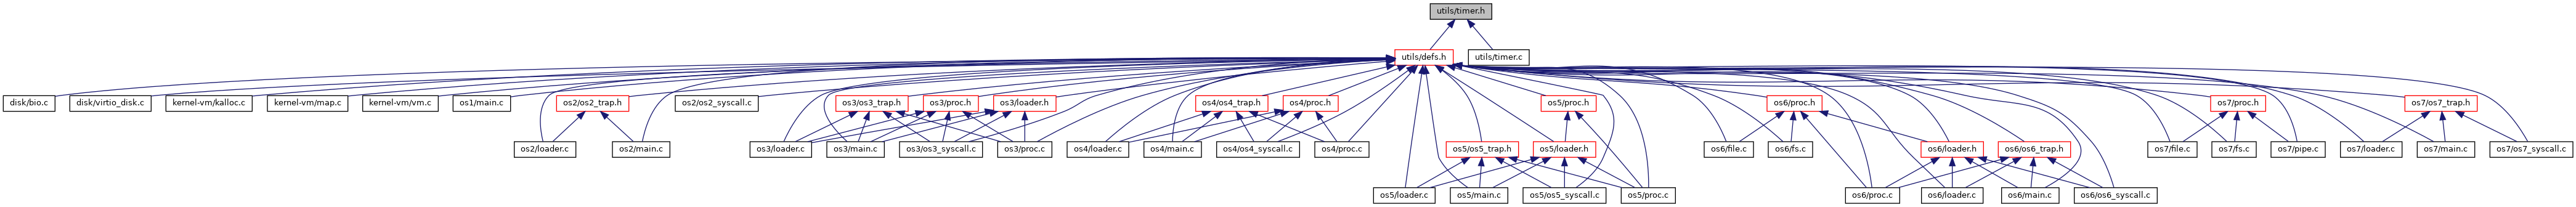 utils/timer.h
utils/defs.h
utils/timer.c
disk/bio.c
disk/virtio_disk.c
kernel-vm/kalloc.c
kernel-vm/map.c
kernel-vm/vm.c
os1/main.c
os2/os2_trap.h
os2/os2_syscall.c
os3/os3_trap.h
os3/proc.h
os3/loader.h
os4/os4_trap.h
os4/proc.h
os5/proc.h
os6/proc.h
os7/proc.h
os7/os7_trap.h
os2/loader.c
os2/main.c
os3/loader.c
os3/main.c
os3/os3_syscall.c
os3/proc.c
os4/loader.c
os4/main.c
os4/os4_syscall.c
os4/proc.c
os5/os5_trap.h
os5/loader.h
os6/file.c
os6/fs.c
os6/loader.h
os6/os6_trap.h
os7/file.c
os7/fs.c
os7/pipe.c
os7/loader.c
os7/main.c
os7/os7_syscall.c
os5/loader.c
os5/main.c
os5/os5_syscall.c
os5/proc.c
os6/proc.c
os6/loader.c
os6/main.c
os6/os6_syscall.c